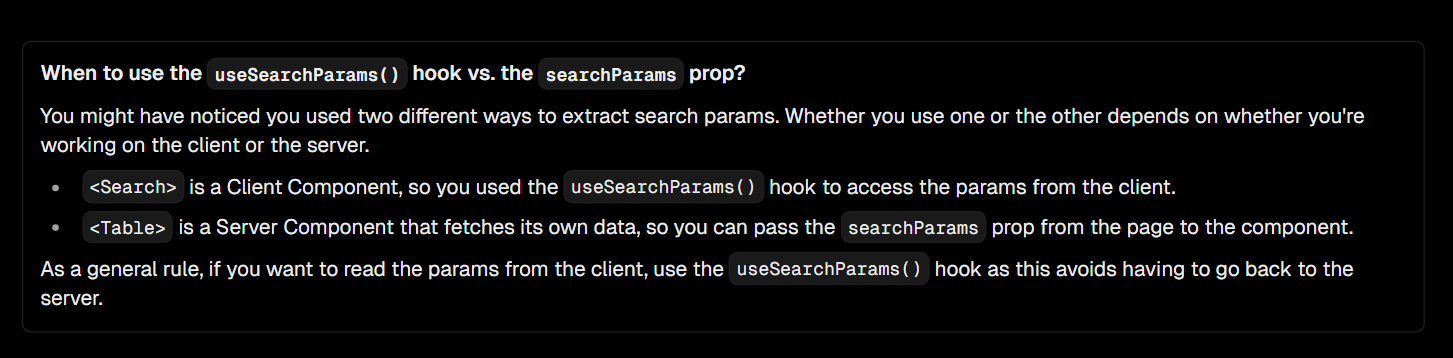 When to use the useSearchParams() hook vs. the searchParams prop?
You might have noticed you used two different ways to extract search params. Whether you use one or the other depends on whether you're
working on the client or the server.
• <Search> is a Client Component, so you used the useSearchParams() hook to access the params from the client.
• <Table> is a Server Component that fetches its own data, so you can pass the searchParams prop from the page to the component.
As a general rule, if you want to read the params from the client, use the useSearchParams() hook as this avoids having to go back to the
server.